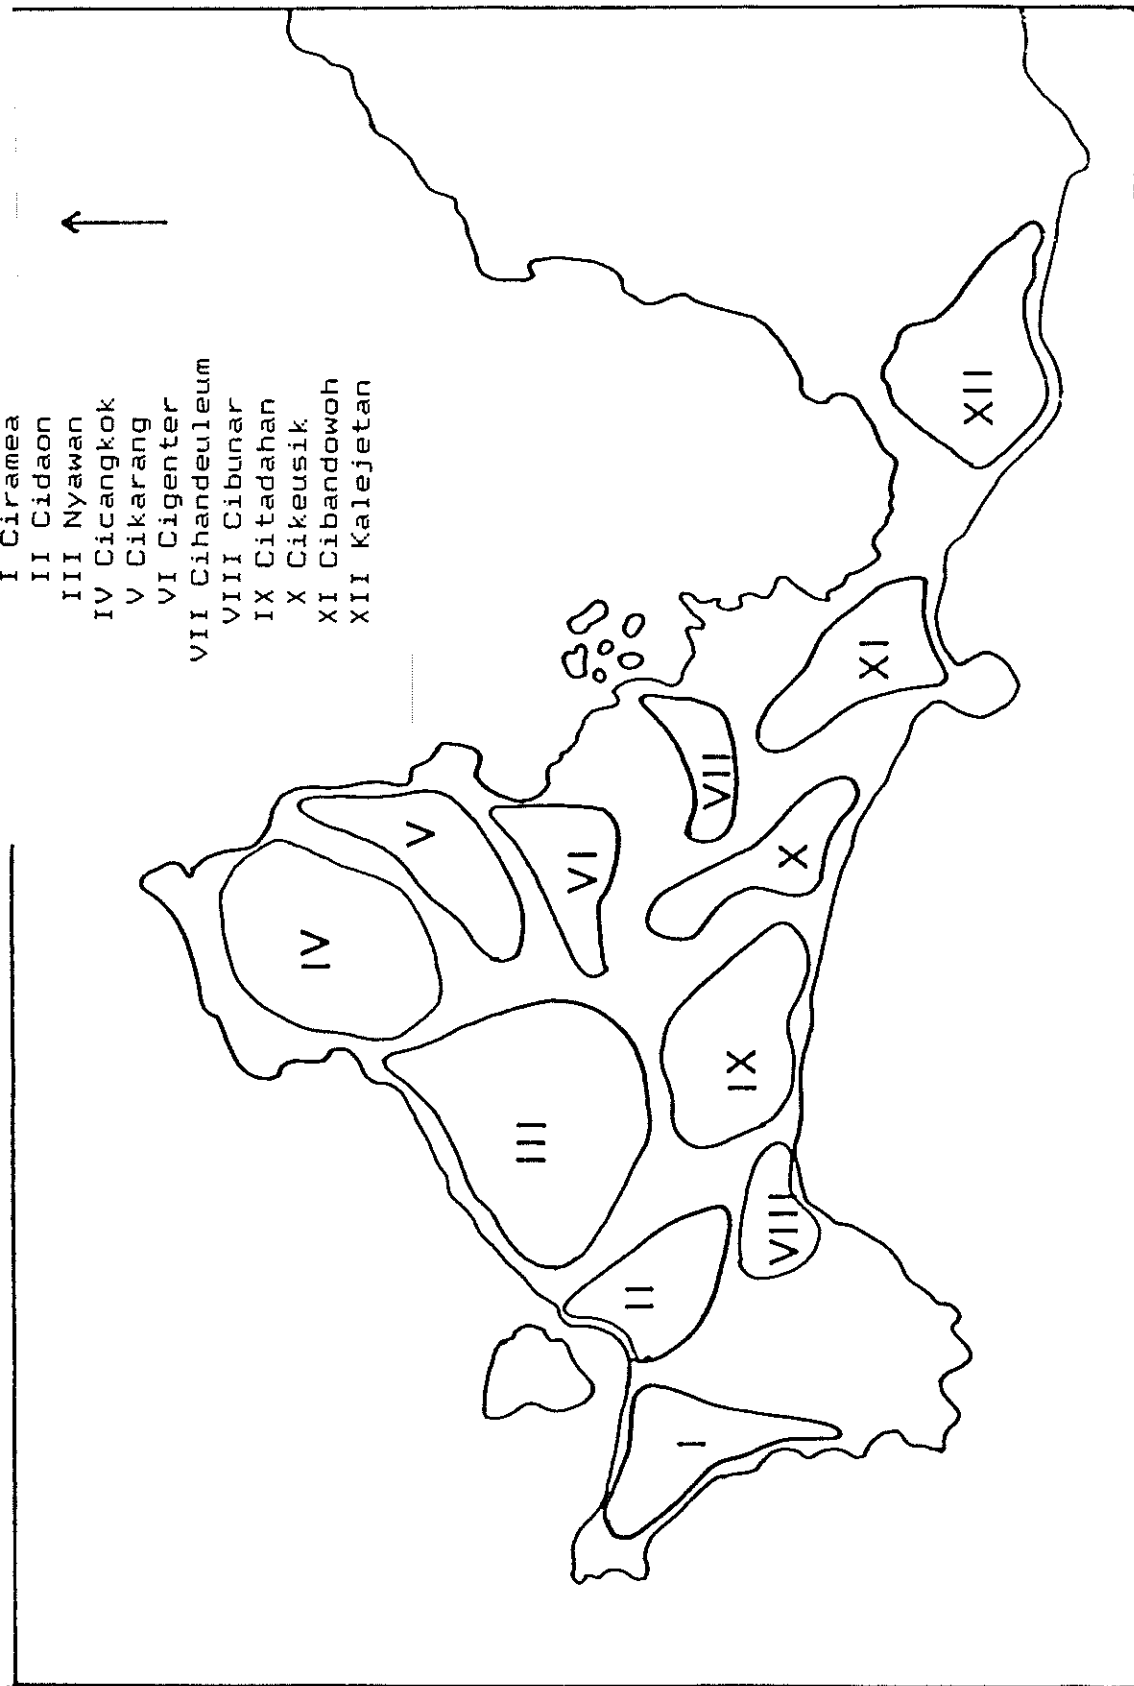 I Ciramea
II Cidaon
III Nyawan
IV Cicangkok
V Cikarang
VI Cigenter
VII Cihandeuleum
VIII Cibunar
IX Citadahan
X Cikeusik
XI Cibandowoh
XII Kalejetan
I
II
III
IV
V
VI
VII
VIII
IX
X
XI
XII